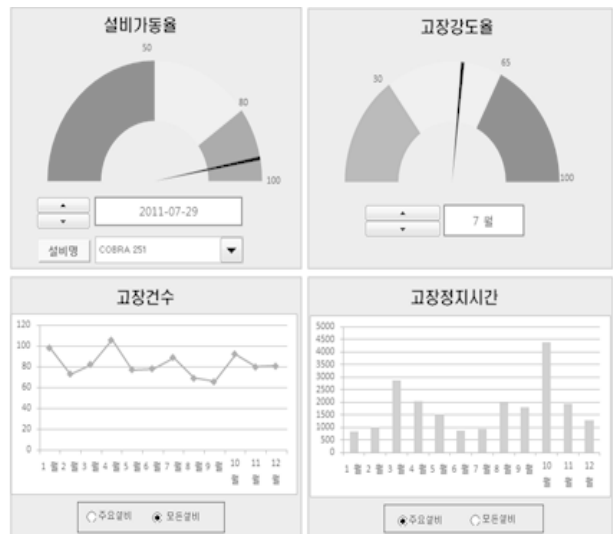 설비가동율
50
80
100
2011-07-29
설비명 COBRA 251
고장강도율
30
65
100
7 월
고장건수
120
100
80
60
40
20
0
1 월 2 월 3 월 4 월 5 월 6 월 7 월 8 월 9 월 10 월 11 월 12 월
주요설비 모든설비
고장정지시간
5000
4500
4000
3500
3000
2500
2000
1500
1000
500
0
1 월 2 월 3 월 4 월 5 월 6 월 7 월 8 월 9 월 10 월 11 월 12 월
주요설비 모든설비